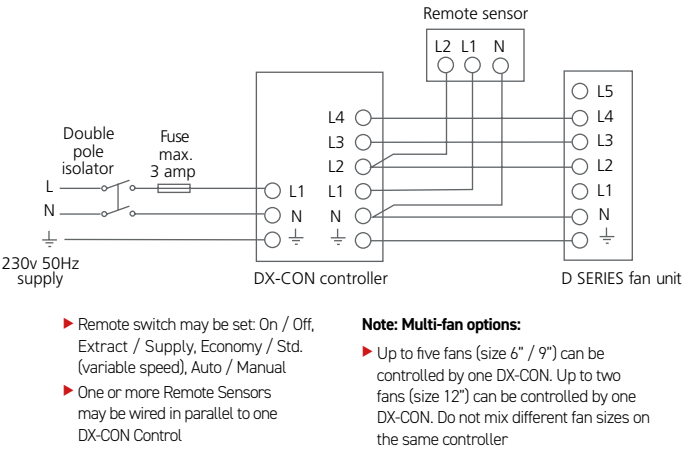 Remote sensor
L2 L1 N
L5
L4 L4
Double
pole
isolator
Fuse
max.
3 amp
L3 L3
L2 L2
L L1 L1 L1
N N N N
230v 50Hz
supply
DX-CON controller
D SERIES fan unit
Remote switch may be set: On / Off,
Extract / Supply, Economy / Std.
(variable speed), Auto / Manual
One or more Remote Sensors
may be wired in parallel to one
DX-CON Control
Note: Multi-fan options:
Up to five fans (size 6” / 9”) can be
controlled by one DX-CON. Up to two
fans (size 12”) can be controlled by one
DX-CON. Do not mix different fan sizes on
the same controller